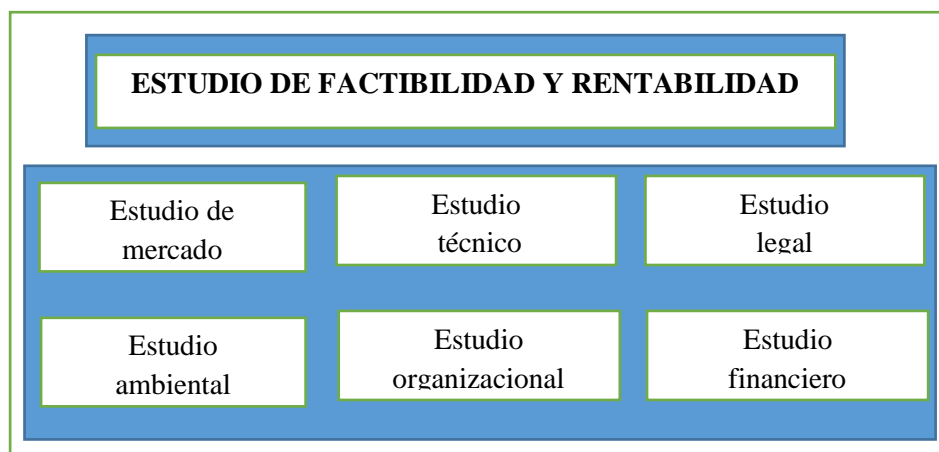 ESTUDIO DE FACTIBILIDAD Y RENTABILIDAD
Estudio de
mercado
Estudio
técnico
Estudio
legal
Estudio
ambiental
Estudio
organizacional
Estudio
financiero